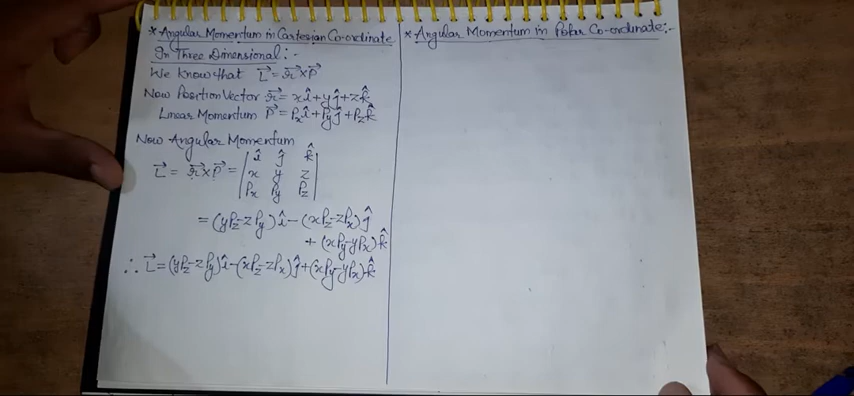 * Angular Momentum in Cartesian Co-ordinate
In Three Dimensional:-
We Know that L⃗ = r⃗ × P⃗
Now Position Vector r⃗ = xî + yĵ + zk̂
Linear Momentum P⃗ = Pxî + Pyĵ + Pzk̂
Now Angular Momentum
L⃗ = r⃗ × P⃗ = | î ĵ k̂ |
| x y z |
| Px Py Pz |
= (yPz - zPy)î - (xPz - zPx)ĵ
+ (xPy - yPx)k̂
∴ L⃗ = (yPz - zPy)î - (xPz - zPx)ĵ + (xPy - yPx)k̂
* Angular Momentum in Polar Co-ordinate:-